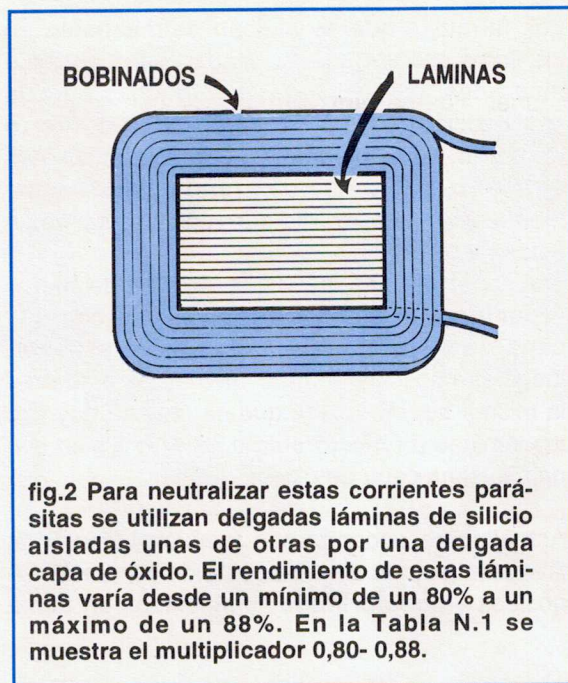 BOBINADOS LAMINAS
fig.2 Para neutralizar estas corrientes pará-
sitas se utilizan delgadas láminas de silicio
aisladas unas de otras por una delgada
capa de óxido. El rendimiento de estas lámi-
nas varía desde un mínimo de un 80% a un
máximo de un 88%. En la Tabla N.1 se
muestra el multiplicador 0,80- 0,88.